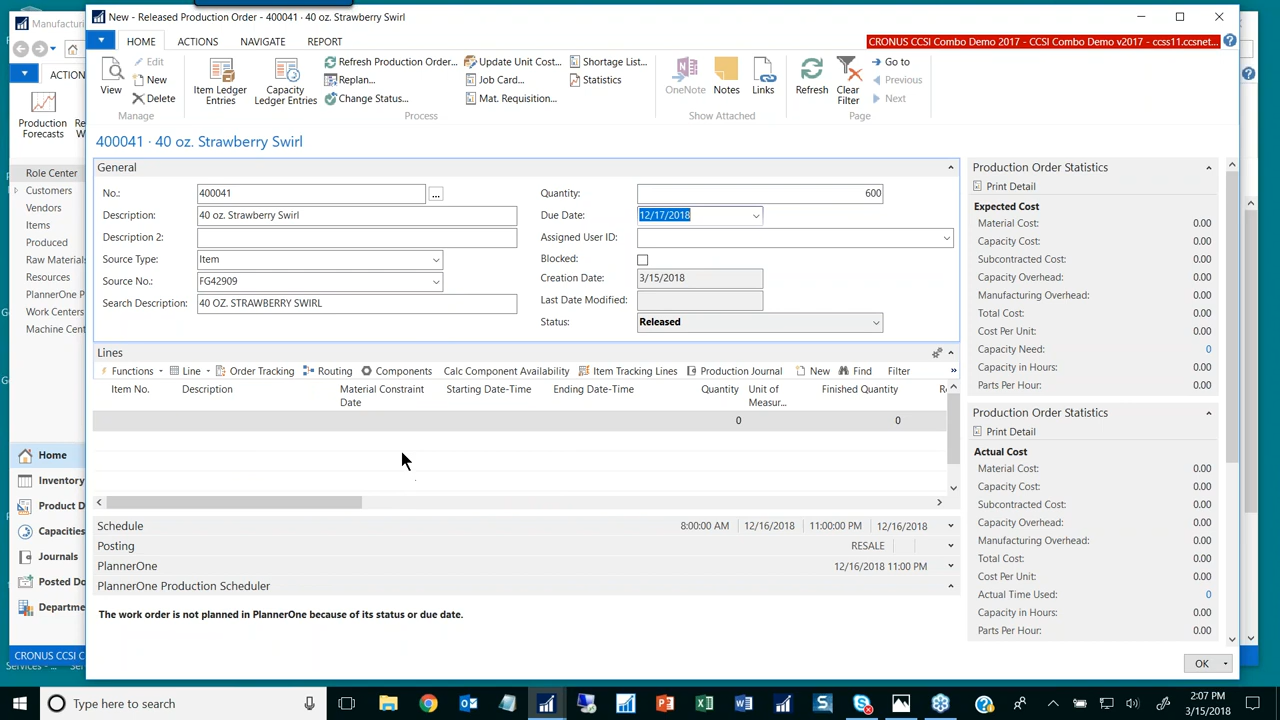 Manufacturi
New - Released Production Order - 400041 · 40 oz. Strawberry Swirl
HOME ACTIONS NAVIGATE REPORT
CRONUS CCSI Combo Demo 2017 - CCSI Combo Demo v2017 - ccss11.ccsnet...
ACTION
View
Edit
New
Delete
Manage
Item Ledger Entries
Capacity Ledger Entries
Refresh Production Order...
Replan...
Change Status...
Update Unit Cost...
Job Card...
Mat. Requisition...
Shortage List...
Statistics
Process
OneNote
Notes
Links
Show Attached
Refresh
Clear Filter
Go to
Previous
Next
Page
Production Forecasts
Role Center
Customers
Vendors
Items
Produced
Raw Materials
Resources
PlannerOne P
Work Centers
Machine Cent
Home
Inventory
Product D
Capacities
Journals
Posted Do
Departme
CRONUS CCSI C
400041 · 40 oz. Strawberry Swirl
General
No.: 400041
Description: 40 oz. Strawberry Swirl
Description 2:
Source Type: Item
Source No.: FG42909
Search Description: 40 OZ. STRAWBERRY SWIRL
Quantity: 600
Due Date: 12/17/2018
Assigned User ID:
Blocked:
Creation Date: 3/15/2018
Last Date Modified:
Status: Released
Lines
Functions Line Order Tracking Routing Components Calc Component Availability Item Tracking Lines Production Journal New Find Filter
Item No. Description Material Constraint Date Starting Date-Time Ending Date-Time Quantity Unit of Measur... Finished Quantity
0 0
Schedule 8:00:00 AM 12/16/2018 11:00:00 PM 12/16/2018
Posting RESALE
PlannerOne 12/16/2018 11:00 PM
PlannerOne Production Scheduler
The work order is not planned in PlannerOne because of its status or due date.
Production Order Statistics
Print Detail
Expected Cost
Material Cost: 0.00
Capacity Cost: 0.00
Subcontracted Cost: 0.00
Capacity Overhead: 0.00
Manufacturing Overhead: 0.00
Total Cost: 0.00
Cost Per Unit: 0.00
Capacity Need: 0
Capacity in Hours: 0.00
Parts Per Hour: 0.00
Production Order Statistics
Print Detail
Actual Cost
Material Cost: 0.00
Capacity Cost: 0.00
Subcontracted Cost: 0.00
Capacity Overhead: 0.00
Manufacturing Overhead: 0.00
Total Cost: 0.00
Cost Per Unit: 0.00
Actual Time Used: 0
Capacity in Hours: 0.00
Parts Per Hour: 0.00
OK
Type here to search
2:07 PM
3/15/2018